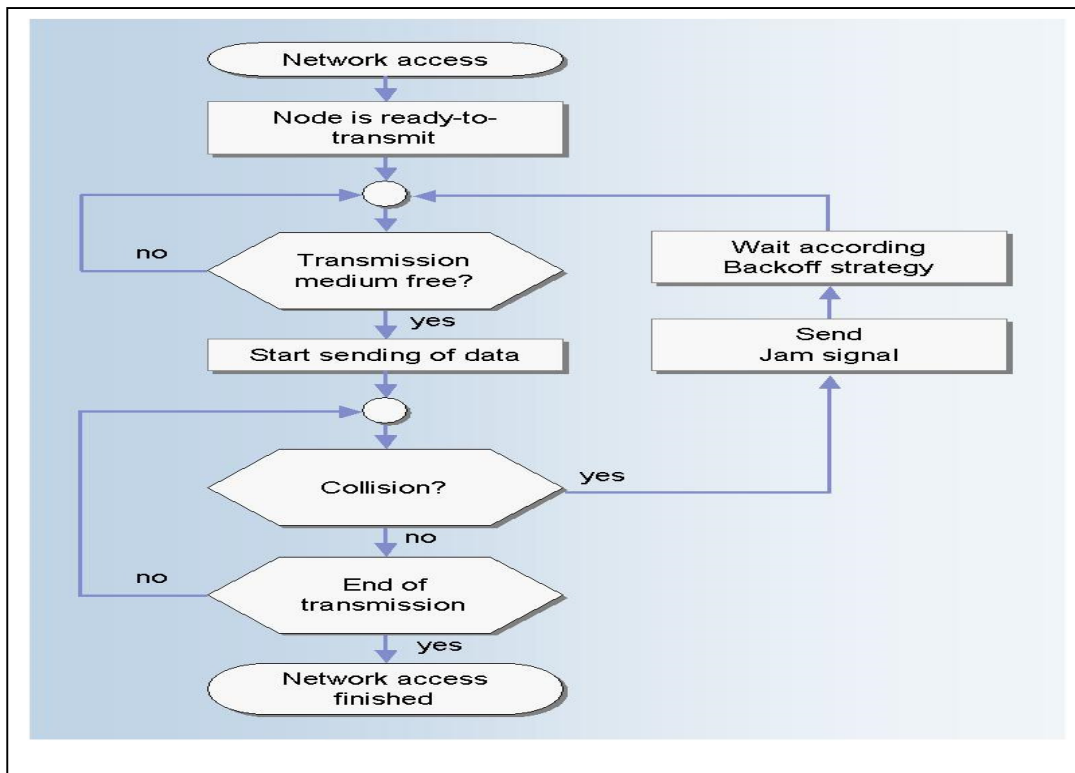 Network access
Node is ready-to-
transmit
no
Transmission
medium free?
yes
Wait according
Backoff strategy
Send
Jam signal
Start sending of data
Collision?
yes
no
no
End of
transmission
yes
Network access
finished